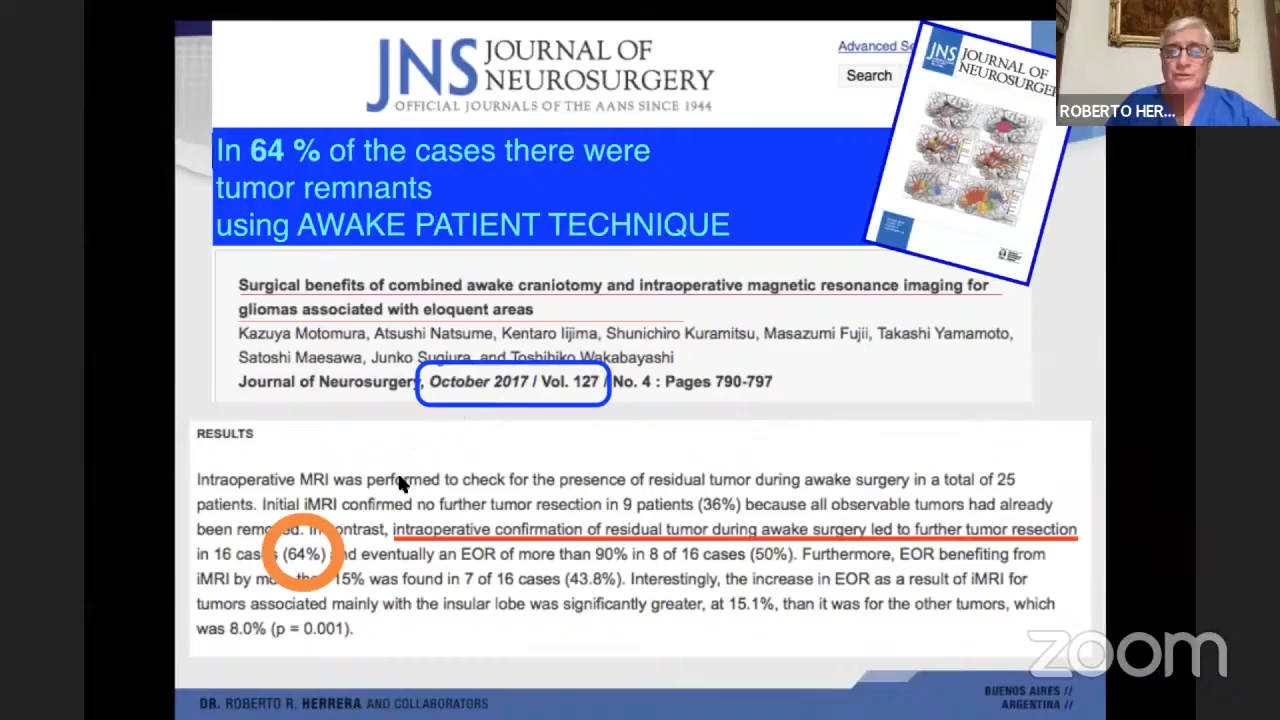 JNS JOURNAL OF
NEUROSURGERY
OFFICIAL JOURNALS OF THE AANS SINCE 1944
Advanced Se
Search
JNS JOURNAL OF
NEUROSURGE
ROBERTO HER...
In 64 % of the cases there were
tumor remnants
using AWAKE PATIENT TECHNIQUE
Surgical benefits of combined awake craniotomy and intraoperative magnetic resonance imaging for
gliomas associated with eloquent areas
Kazuya Motomura, Atsushi Natsume, Kentaro Iijima, Shunichiro Kuramitsu, Masazumi Fujii, Takashi Yamamoto,
Satoshi Maesawa, Junko Sugiura, and Toshihiko Wakabayashi
Journal of Neurosurgery, October 2017 / Vol. 127 / No. 4 : Pages 790-797
RESULTS
Intraoperative MRI was performed to check for the presence of residual tumor during awake surgery in a total of 25
patients. Initial iMRI confirmed no further tumor resection in 9 patients (36%) because all observable tumors had already
been removed. In contrast, intraoperative confirmation of residual tumor during awake surgery led to further tumor resection
in 16 cases (64%) and eventually an EOR of more than 90% in 8 of 16 cases (50%). Furthermore, EOR benefiting from
iMRI by more than 15% was found in 7 of 16 cases (43.8%). Interestingly, the increase in EOR as a result of iMRI for
tumors associated mainly with the insular lobe was significantly greater, at 15.1%, than it was for the other tumors, which
was 8.0% (p = 0.001).
zoom
DR. ROBERTO R. HERRERA AND COLLABORATORS
BUENOS AIRES //
ARGENTINA //